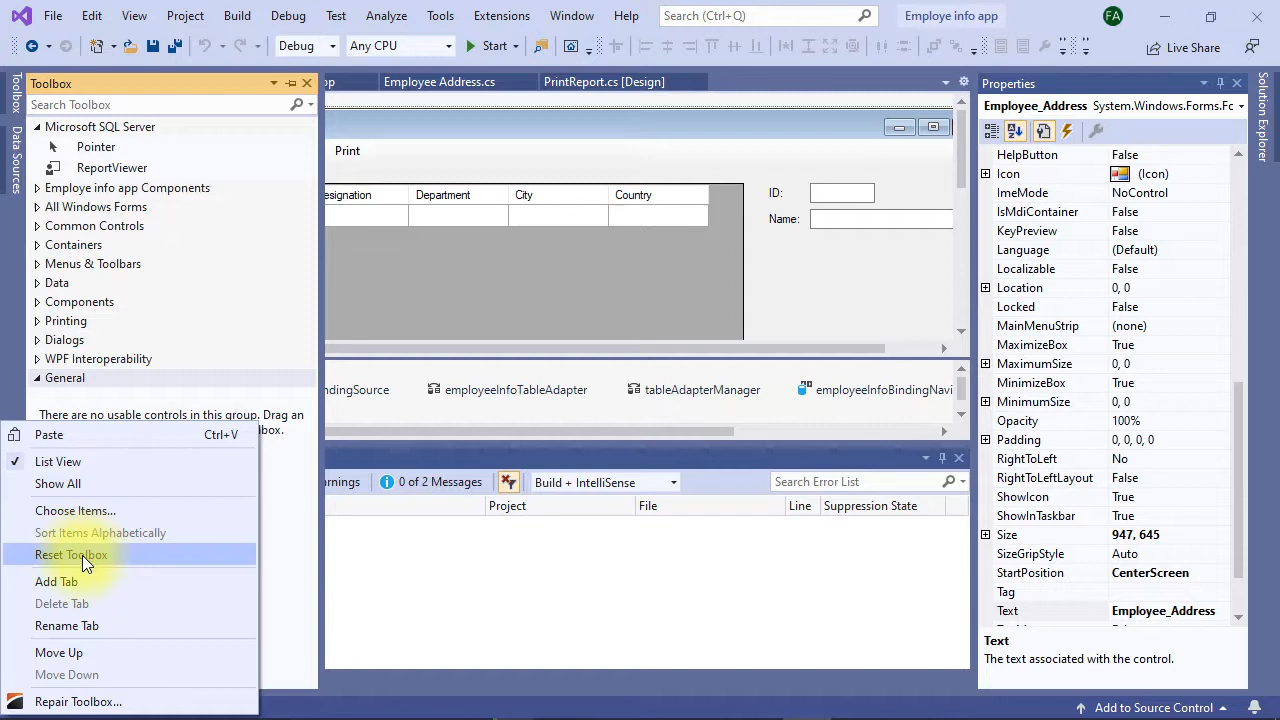 File Edit View Project Build Debug Test Analyze Tools Extensions Window Help Search (Ctrl+Q) Employe info app FA
Debug Any CPU Start Live Share
Toolbox
Data Sources
Toolbox
Search Toolbox
Microsoft SQL Server
Pointer
ReportViewer
Employe info app Components
All Windows Forms
Common Controls
Containers
Menus & Toolbars
Data
Components
Printing
Dialogs
WPF Interoperability
General
There are no usable controls in this group. Drag an
Paste Ctrl+V
List View
Show All
Choose Items...
Sort Items Alphabetically
Reset Toolbox
Add Tab
Delete Tab
Rename Tab
Move Up
Move Down
Repair Toolbox...
pp Employee Address.cs PrintReport.cs [Design]
Print
esignation Department City Country
ID:
Name:
ndingSource employeeInfoTableAdapter tableAdapterManager employeeInfoBindingNavi
rnings 0 of 2 Messages Build + IntelliSense Search Error List
Project File Line Suppression State
Properties
Employee_Address System.Windows.Forms.Fc
HelpButton False
Icon (Icon)
ImeMode NoControl
IsMdiContainer False
KeyPreview False
Language (Default)
Localizable False
Location 0, 0
Locked False
MainMenuStrip (none)
MaximizeBox True
MaximumSize 0, 0
MinimizeBox True
MinimumSize 0, 0
Opacity 100%
Padding 0, 0, 0, 0
RightToLeft No
RightToLeftLayout False
ShowIcon True
ShowInTaskbar True
Size 947, 645
SizeGripStyle Auto
StartPosition CenterScreen
Tag
Text Employee_Address
Text
The text associated with the control.
Solution Explorer
Add to Source Control